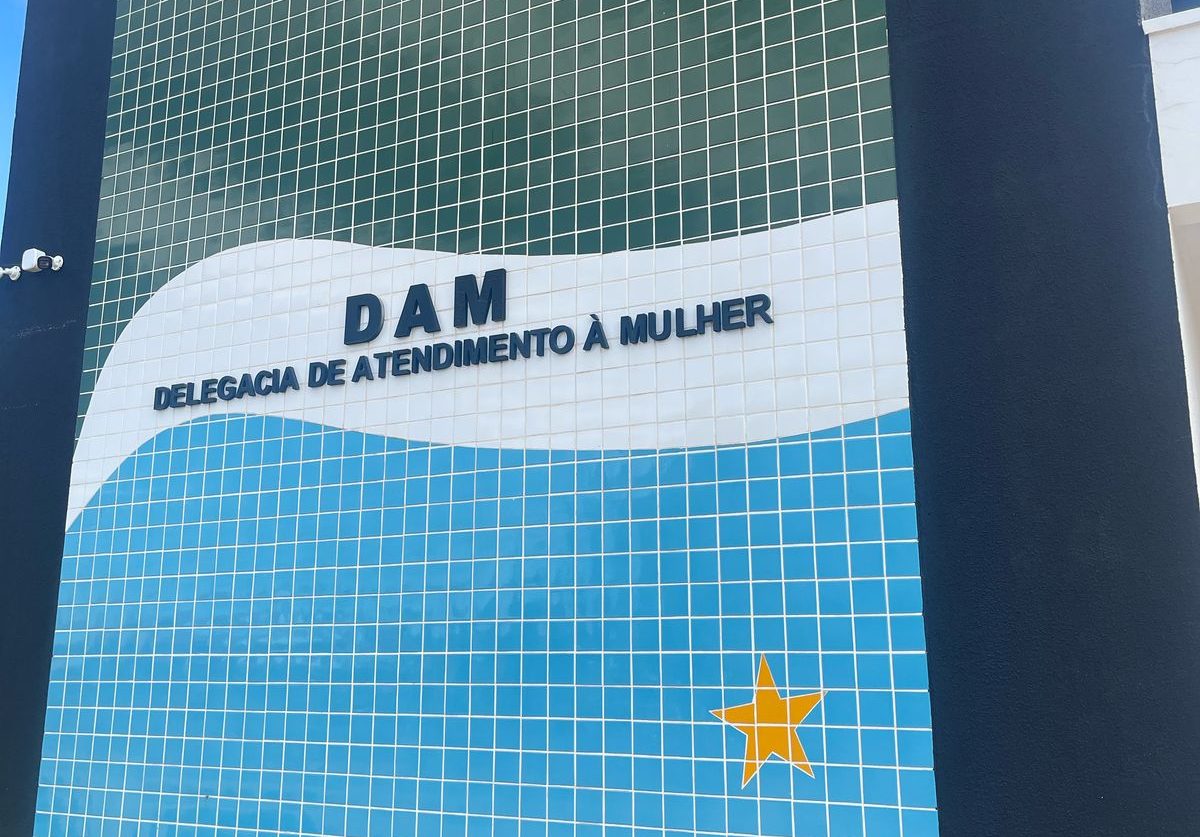 DAM
DELEGACIA DE ATENDIMENTO À MULHER